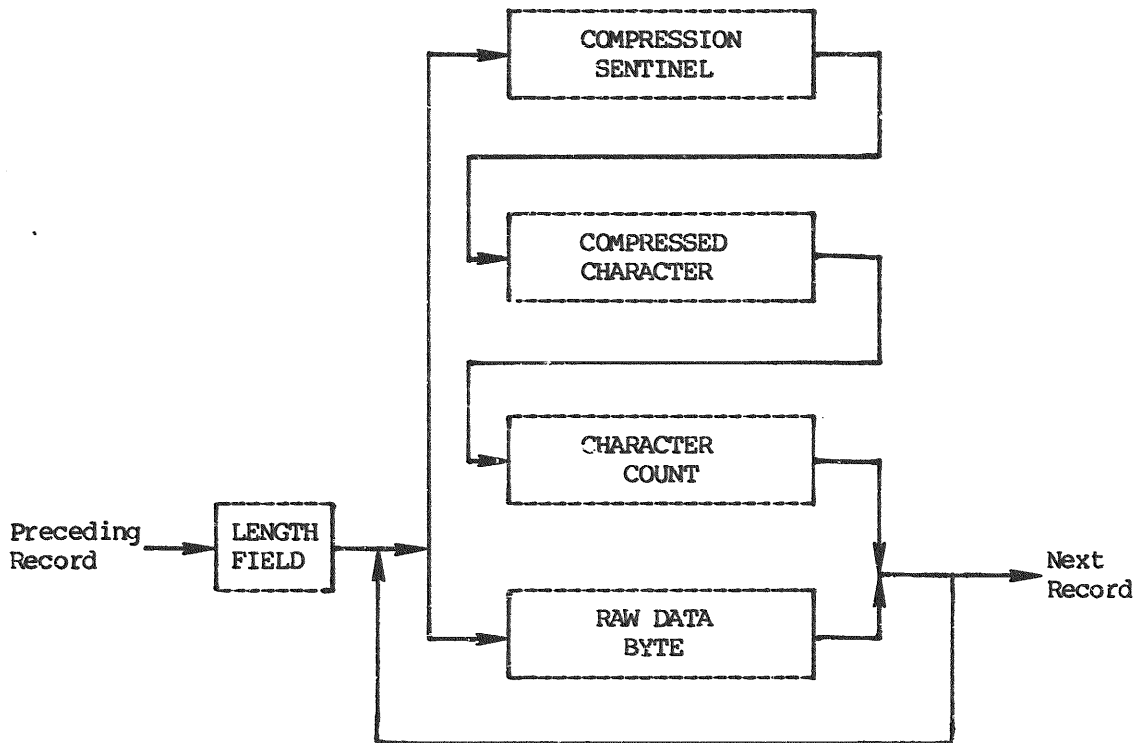 COMPRESSION
SENTINEL
COMPRESSED
CHARACTER
CHARACTER
COUNT
Preceding
Record
LENGTH
FIELD
Next
Record
RAW DATA
BYTE